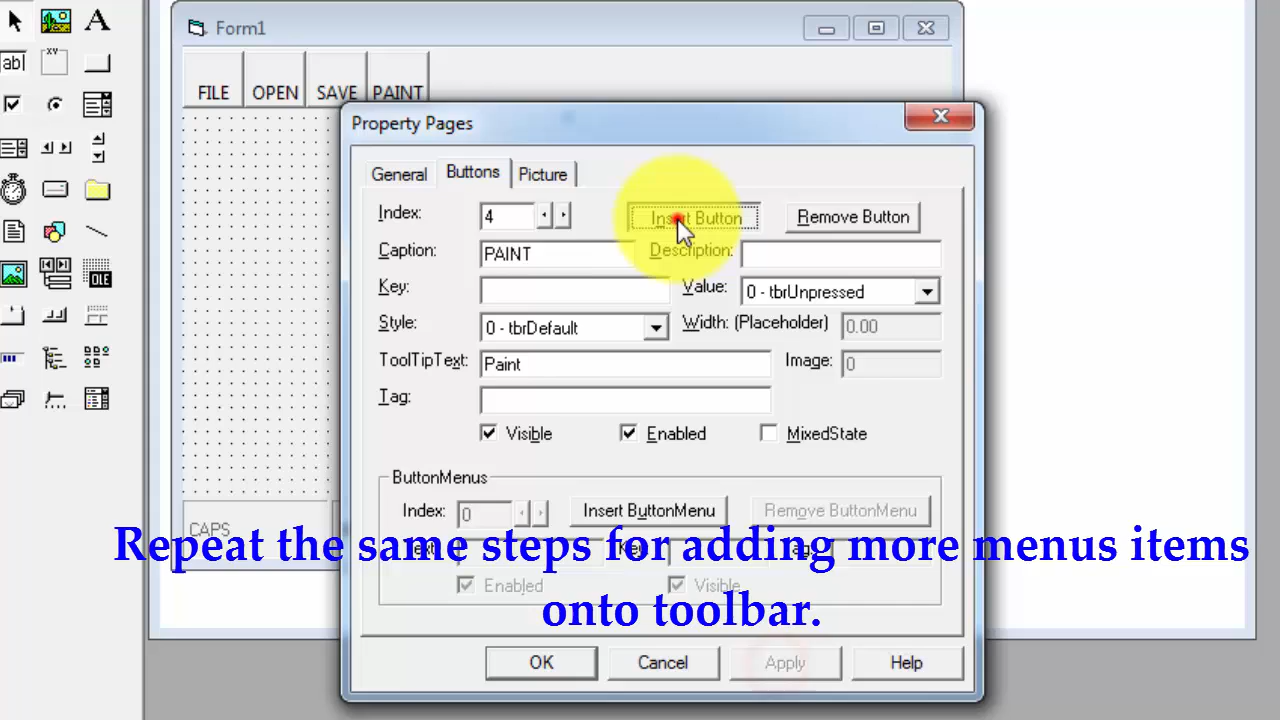 A
Form1
ab|
XY
FILE OPEN SAVE PAINT
Property Pages
General Buttons Picture
Index: 4 Insert Button Remove Button
Caption: PAINT Description:
Key: Value: 0 - tbrUnpressed
Style: 0 - tbrDefault Width: (Placeholder) 0.00
OLE
ToolTipText: Paint Image: 0
Tag:
Visible Enabled MixedState
ButtonMenus
Index: 0 Insert ButtonMenu Remove ButtonMenu
CAPS
Repeat the same steps for adding more menus items
onto toolbar.
Enabled Visible
OK Cancel Apply Help